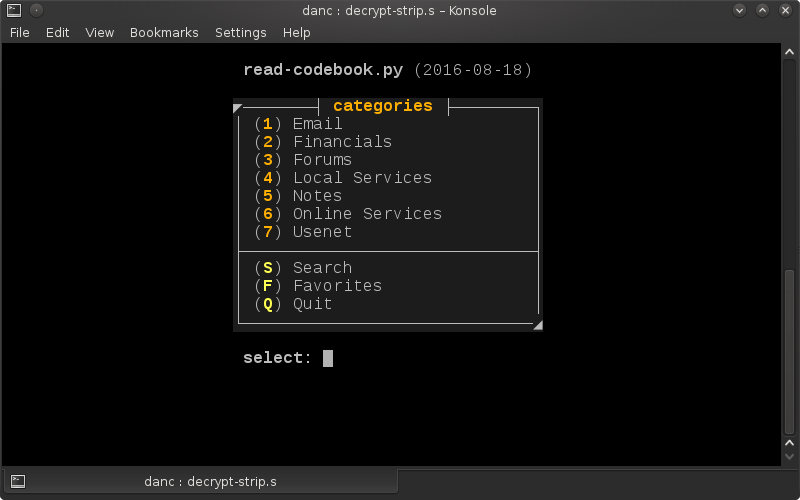 danc : decrypt-strip.s – Konsole
File Edit View Bookmarks Settings Help
read-codebook.py (2016-08-18)
categories
(1) Email
(2) Financials
(3) Forums
(4) Local Services
(5) Notes
(6) Online Services
(7) Usenet
(S) Search
(F) Favorites
(Q) Quit
select:
danc : decrypt-strip.s